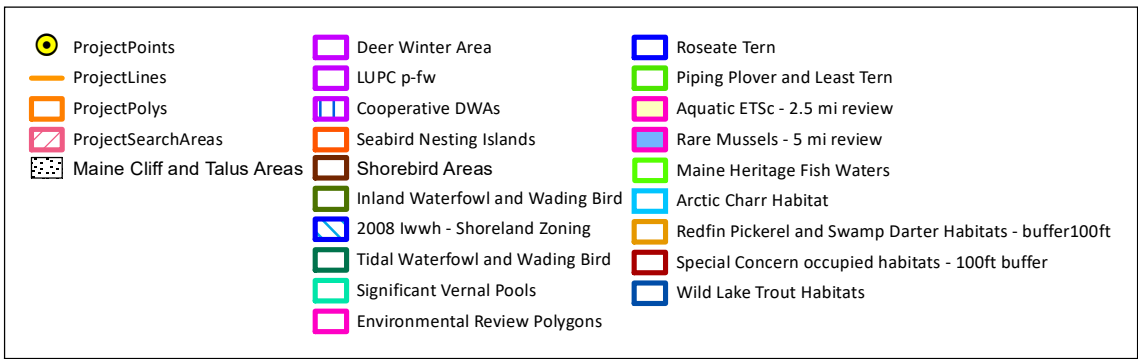 ProjectPoints
ProjectLines
ProjectPolys
ProjectSearchAreas
Maine Cliff and Talus Areas
Deer Winter Area
LUPC p-fw
Cooperative DWAs
Seabird Nesting Islands
Shorebird Areas
Inland Waterfowl and Wading Bird
2008 Iwwh - Shoreland Zoning
Tidal Waterfowl and Wading Bird
Significant Vernal Pools
Environmental Review Polygons
Roseate Tern
Piping Plover and Least Tern
Aquatic ETSc - 2.5 mi review
Rare Mussels - 5 mi review
Maine Heritage Fish Waters
Arctic Charr Habitat
Redfin Pickerel and Swamp Darter Habitats - buffer100ft
Special Concern occupied habitats - 100ft buffer
Wild Lake Trout Habitats